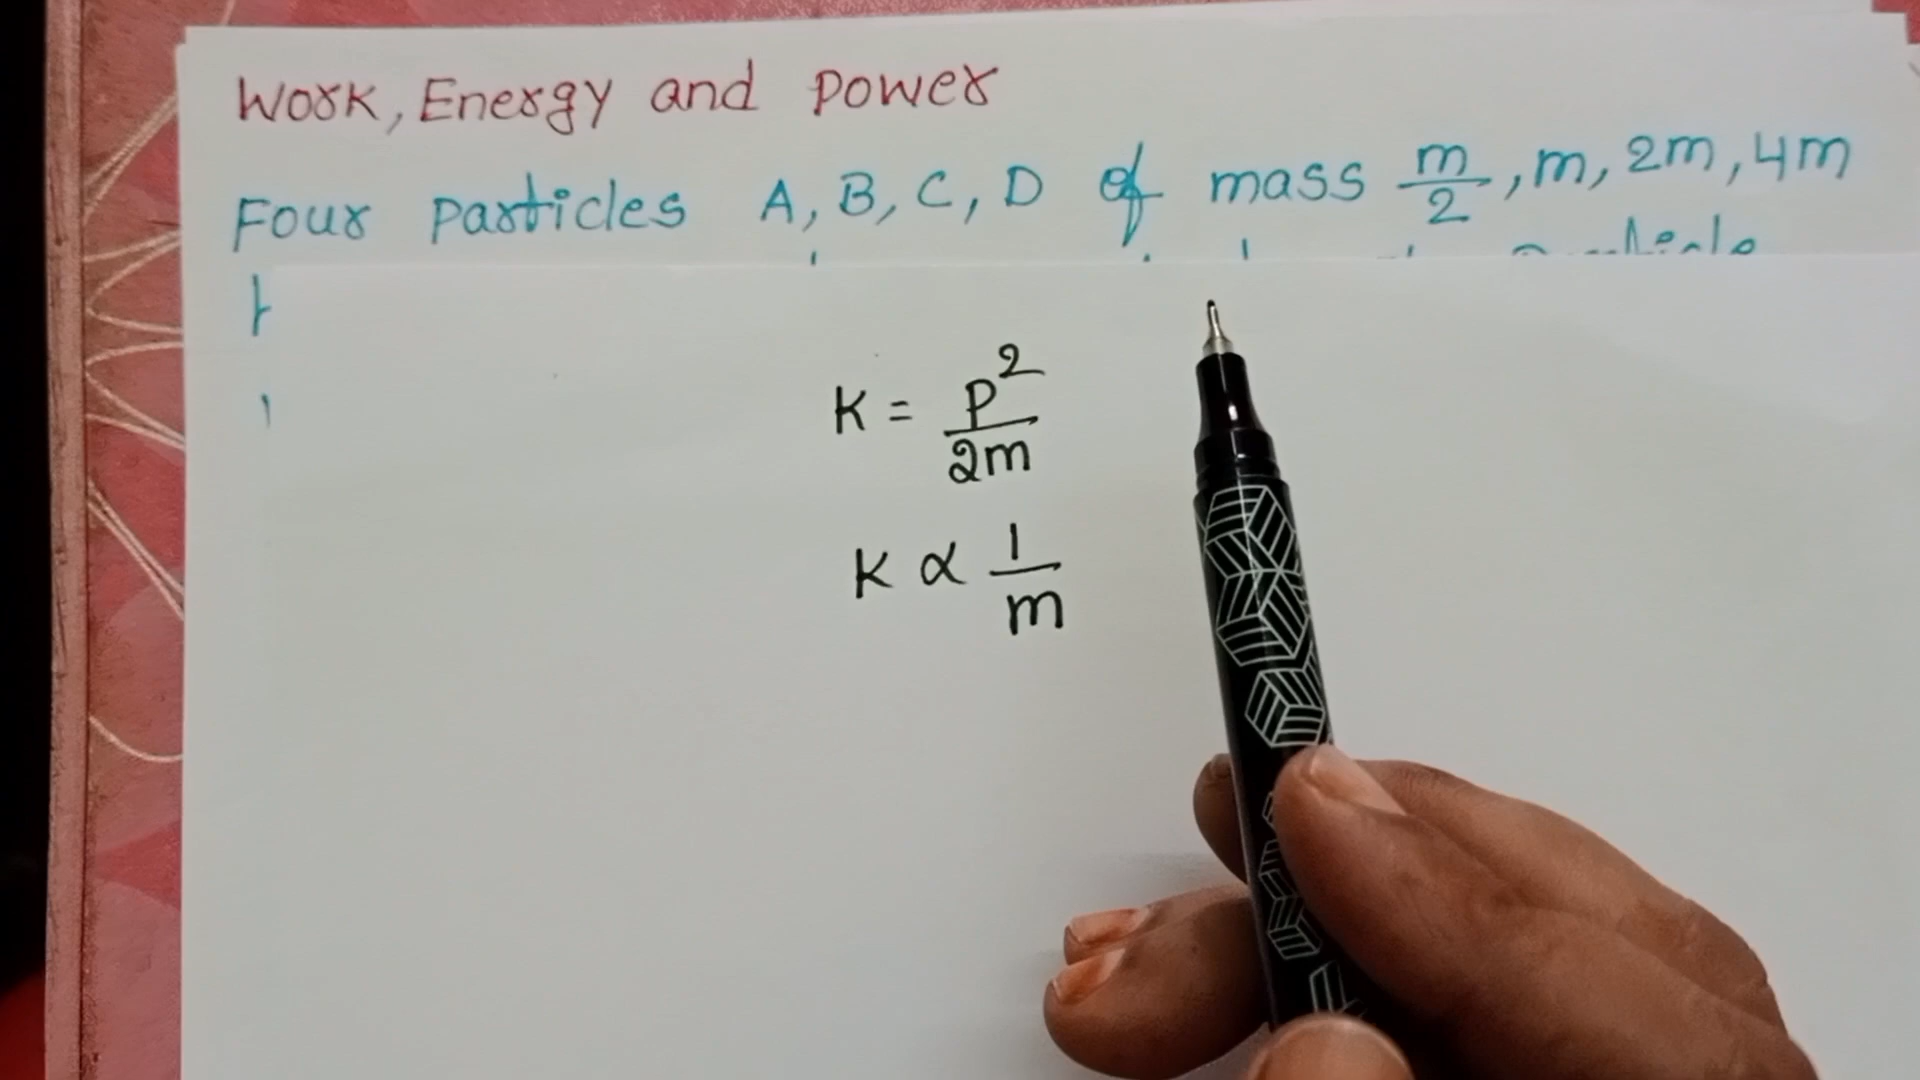 Work, Energy and Power
Four particles A, B, C, D of mass m/2, m, 2m, 4m
K = P²/2m
K ∝ 1/m